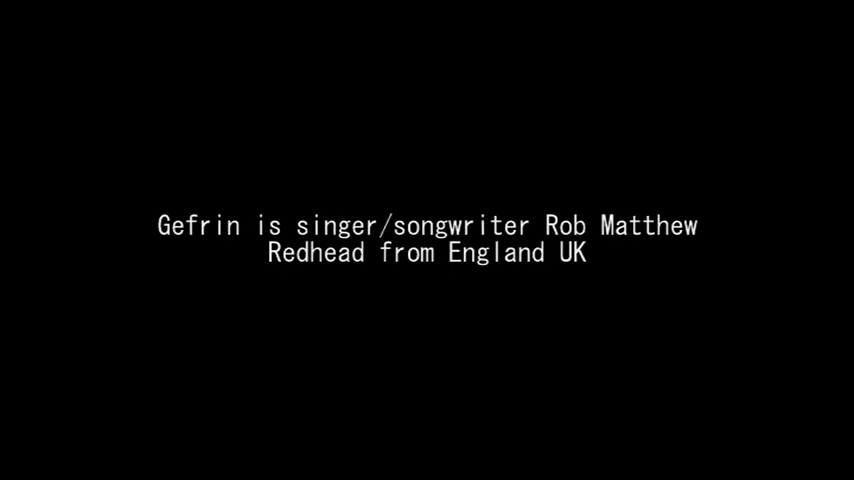 Gefrin is singer/songwriter Rob Matthew
Redhead from England UK